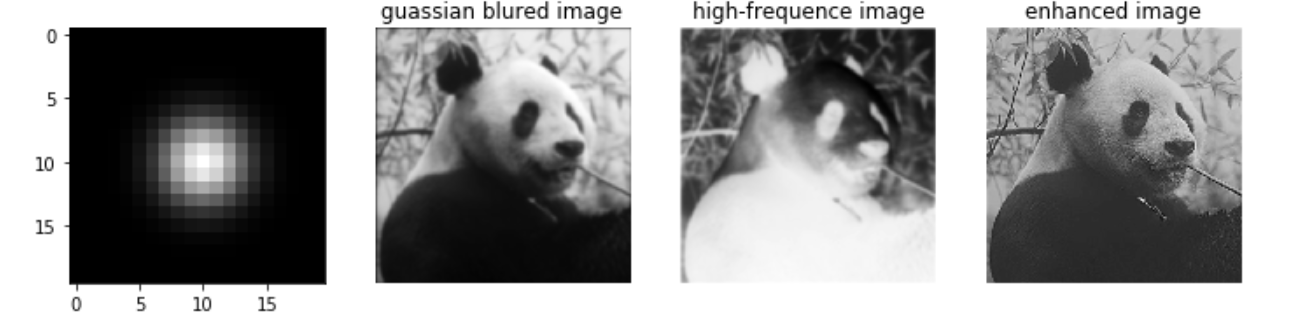 guassian blured image
high-frequence image
enhanced image
0
5
10
15
0 5 10 15